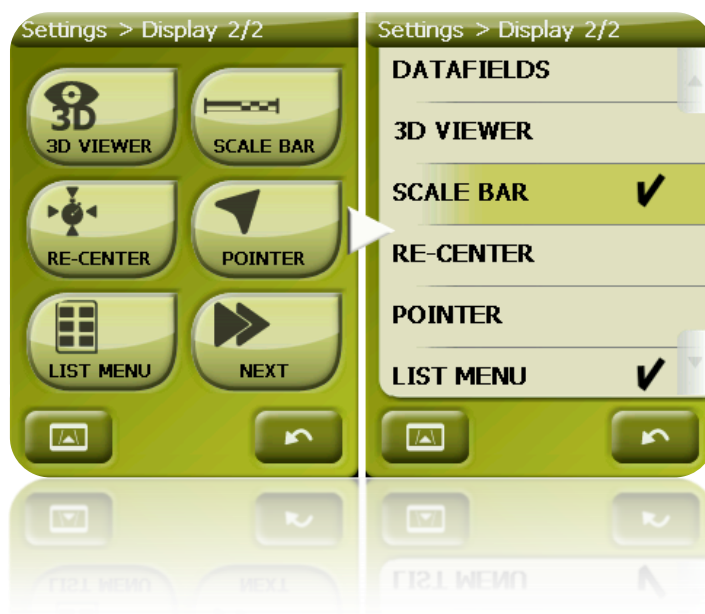 Settings > Display 2/2
3D
3D VIEWER
SCALE BAR
RE-CENTER
POINTER
LIST MENU
NEXT
Settings > Display 2/2
DATAFIELDS
3D VIEWER
SCALE BAR
RE-CENTER
POINTER
LIST MENU